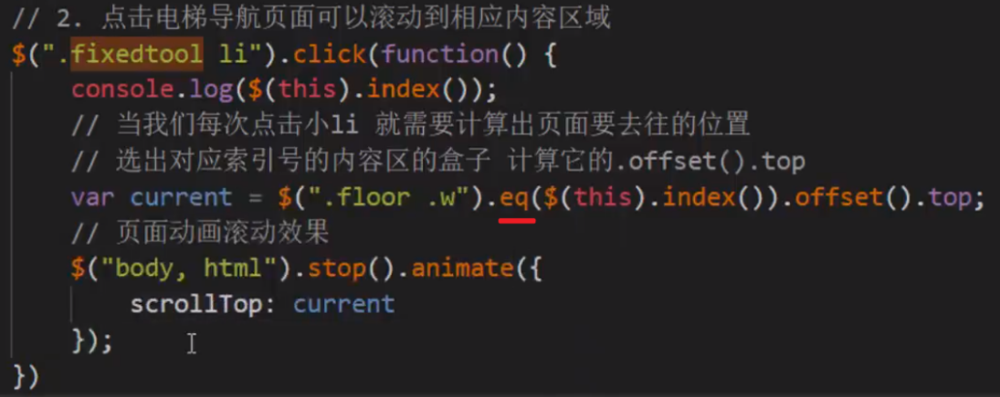 // 2. 点击电梯导航页面可以滚动到相应内容区域
$(".fixedtool li").click(function() {
console.log($(this).index());
// 当我们每次点击小li 就需要计算出页面要去往的位置
// 选出对应索引号的内容区的盒子 计算它的.offset().top
var current = $(".floor .w").eq($(this).index()).offset().top;
// 页面动画滚动效果
$("body, html").stop().animate({
scrollTop: current
});
})